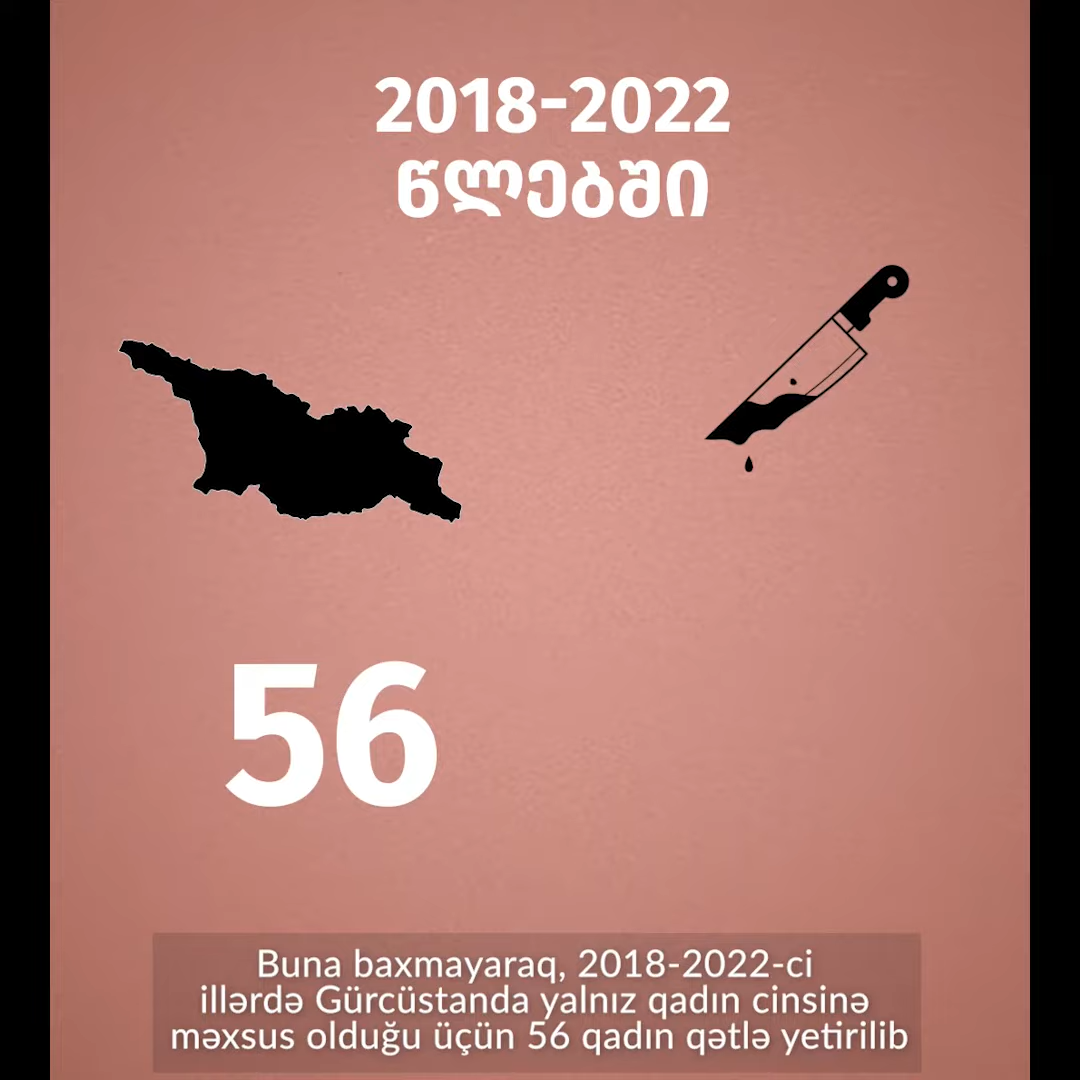 2018-2022
წლებში
56
Buna baxmayaraq, 2018-2022-ci
illərdə Gürcüstanda yalnız qadın cinsinə
məxsus olduğu üçün 56 qadın qətlə yetirilib